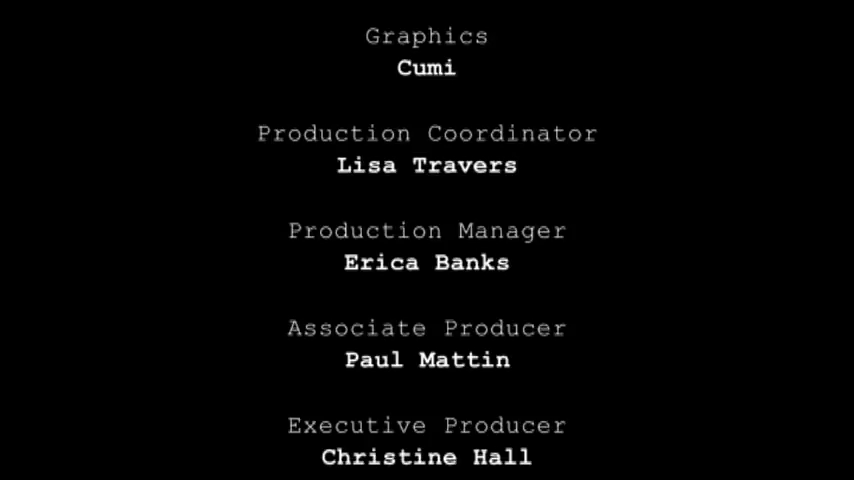 Graphics
Cumi
Production Coordinator
Lisa Travers
Production Manager
Erica Banks
Associate Producer
Paul Mattin
Executive Producer
Christine Hall